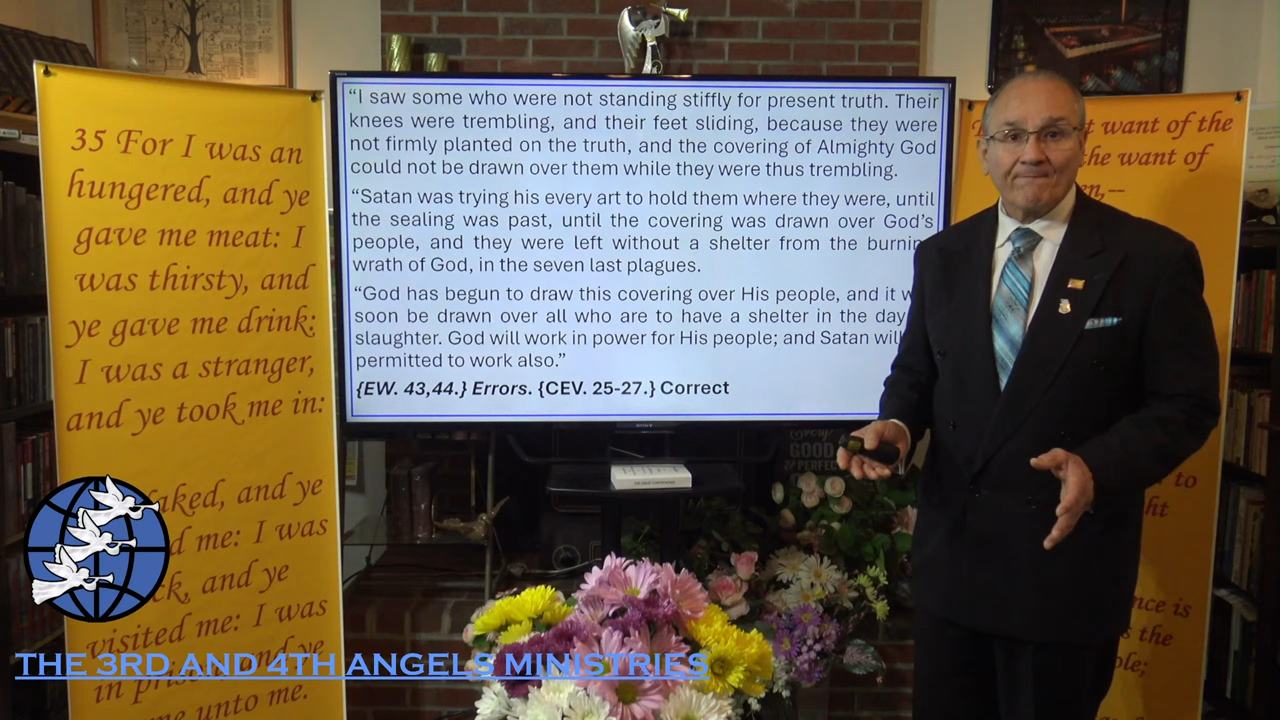 35 For I was an
hungered, and ye
gave me meat: I
was thirsty, and
ye gave me drink:
I was a stranger,
and ye took me in:
and ye
me: I was
and ye
visited me: I was
in and ye
unto me.
“I saw some who were not standing stiffly for present truth. Their
knees were trembling, and their feet sliding, because they were
not firmly planted on the truth, and the covering of Almighty God
could not be drawn over them while they were thus trembling.
“Satan was trying his every art to hold them where they were, until
the sealing was past, until the covering was drawn over God’s
people, and they were left without a shelter from the
wrath of God, in the seven last plagues.
“God has begun to draw this covering over His people, and it
soon be drawn over all who are to have a shelter in the day
slaughter. God will work in power for His people; and Satan will
permitted to work also.”
{EW. 43,44.} Errors. {CEV. 25-27.} Correct
SONY
want of the
the want of
to
is
the
THE 3RD AND 4TH ANGELS MINISTRIES